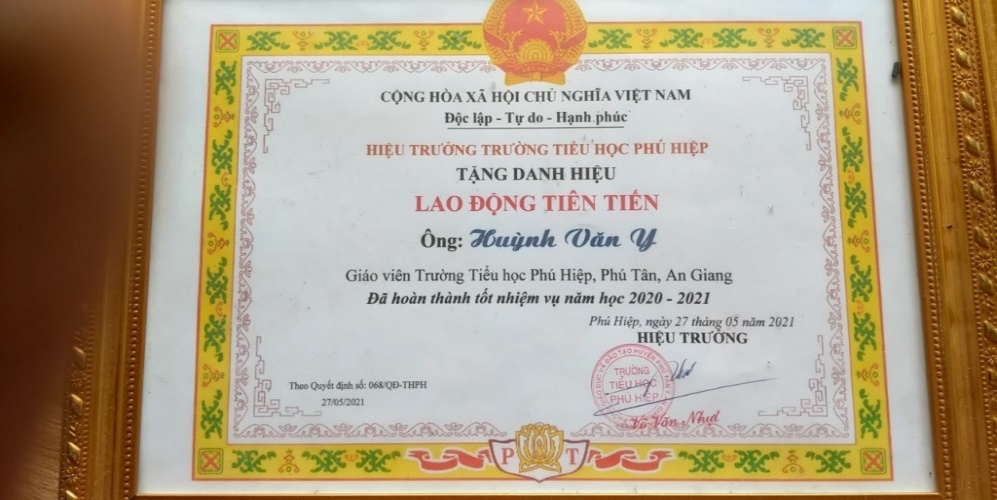 CỘNG HÒA XÃ HỘI CHỦ NGHĨA VIỆT NAM
Độc lập - Tự do - Hạnh phúc
HIỆU TRƯỞNG TRƯỜNG TIỂU HỌC PHÚ HIỆP
TẶNG DANH HIỆU
LAO ĐỘNG TIÊN TIẾN
Ông: Huỳnh Văn Y
Giáo viên Trường Tiểu học Phú Hiệp, Phú Tân, An Giang
Đã hoàn thành tốt nhiệm vụ năm học 2020 - 2021
Phú Hiệp, ngày 27 tháng 05 năm 2021
HIỆU TRƯỞNG
TRƯỜNG
TIỂU HỌC
PHÚ HIỆP
Theo Quyết định số: 068/QĐ-THPH
27/05/2021
Võ Văn Nhud
P T